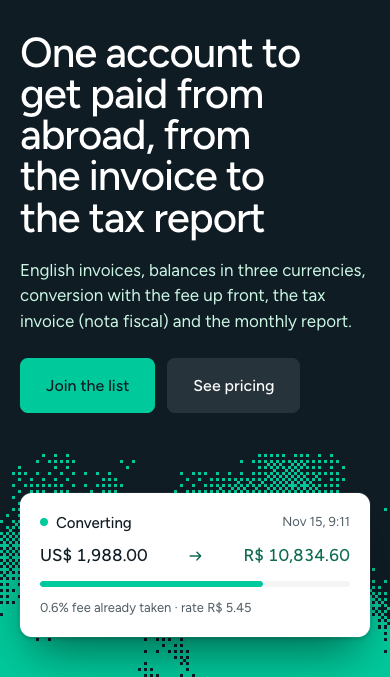 One account to
get paid from
abroad, from
the invoice to
the tax report
English invoices, balances in three currencies,
conversion with the fee up front, the tax
invoice (nota fiscal) and the monthly report.
Join the list
See pricing
Converting
Nov 15, 9:11
US$ 1,988.00 → R$ 10,834.60
0.6% fee already taken · rate R$ 5.45